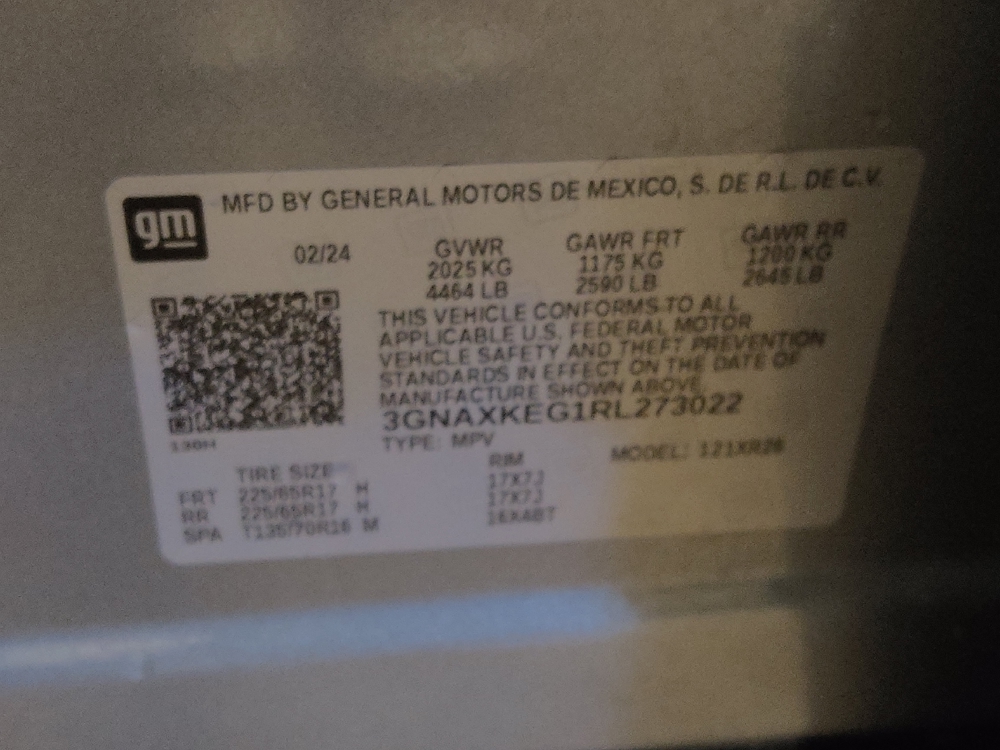 gm
MFD BY GENERAL MOTORS DE MEXICO, S. DE R.L. DE C.V.
02/24 GVWR GAWR FRT GAWR RR
2025 KG 1175 KG 1200 KG
4464 LB 2590 LB 2645 LB
THIS VEHICLE CONFORMS TO ALL
APPLICABLE U.S. FEDERAL MOTOR
VEHICLE SAFETY AND THEFT PREVENTION
STANDARDS IN EFFECT ON THE DATE OF
MANUFACTURE SHOWN ABOVE.
3GNAXKEG1RL273022
TYPE: MPV MODEL: 121XR26
130H
TIRE SIZE RIM
FRT 225/65R17 H 17X7J
RR 225/65R17 H 17X7J
SPA T135/70R16 M 16X4BT